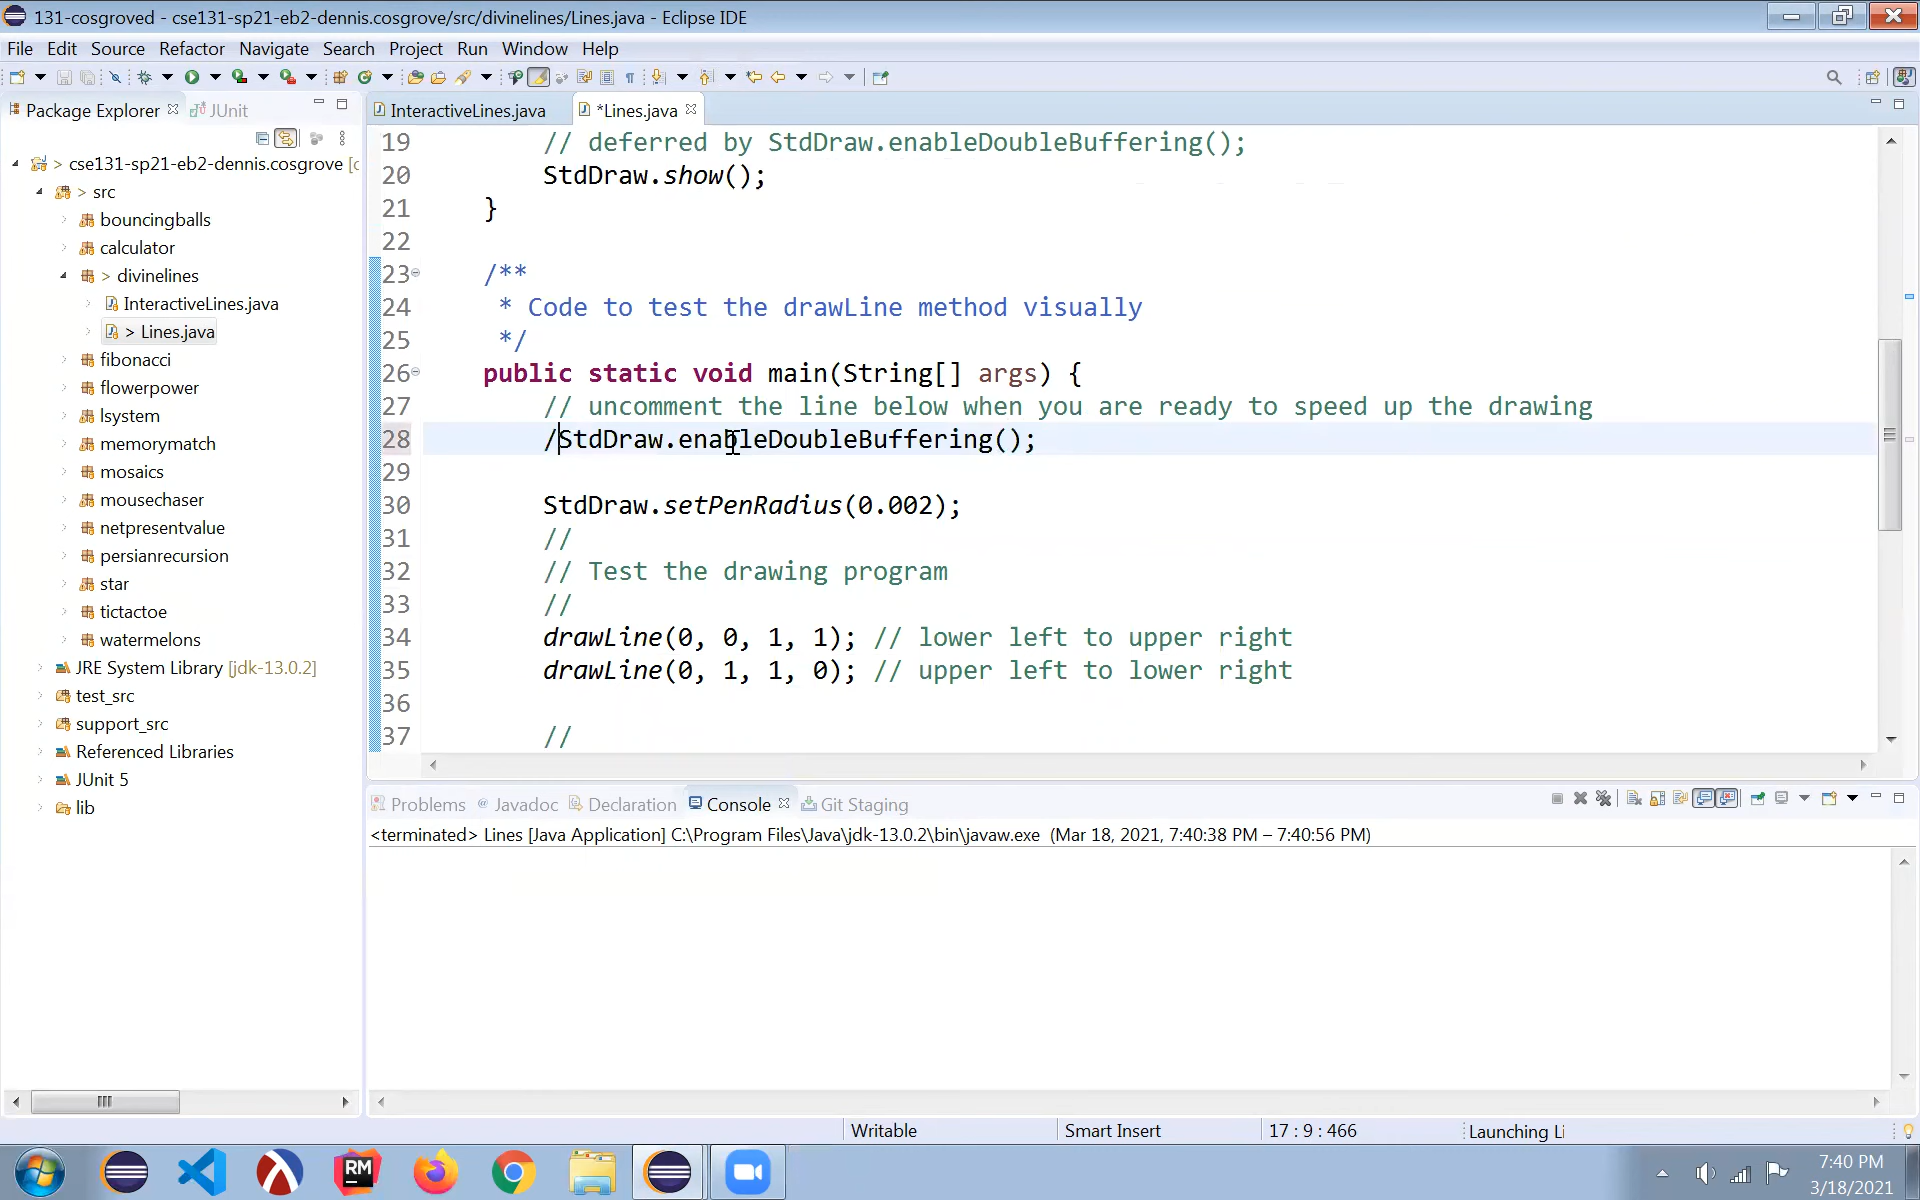 131-cosgroved - cse131-sp21-eb2-dennis.cosgrove/src/divinelines/Lines.java - Eclipse IDE
File Edit Source Refactor Navigate Search Project Run Window Help
Package Explorer JUnit
InteractiveLines.java *Lines.java
> cse131-sp21-eb2-dennis.cosgrove [c
> src
bouncingballs
calculator
> divinelines
InteractiveLines.java
> Lines.java
fibonacci
flowerpower
lsystem
memorymatch
mosaics
mousechaser
netpresentvalue
persianrecursion
star
tictactoe
watermelons
JRE System Library [jdk-13.0.2]
test_src
support_src
Referenced Libraries
JUnit 5
lib
19 // deferred by StdDraw.enableDoubleBuffering();
20 StdDraw.show();
21 }
22
23 /**
24 * Code to test the drawLine method visually
25 */
26 public static void main(String[] args) {
27 // uncomment the line below when you are ready to speed up the drawing
28 /StdDraw.enableDoubleBuffering();
29
30 StdDraw.setPenRadius(0.002);
31 //
32 // Test the drawing program
33 //
34 drawLine(0, 0, 1, 1); // lower left to upper right
35 drawLine(0, 1, 1, 0); // upper left to lower right
36
37 //
Problems @ Javadoc Declaration Console Git Staging
<terminated> Lines [Java Application] C:\Program Files\Java\jdk-13.0.2\bin\javaw.exe (Mar 18, 2021, 7:40:38 PM – 7:40:56 PM)
Writable Smart Insert 17 : 9 : 466 Launching Li
RM
7:40 PM
3/18/2021